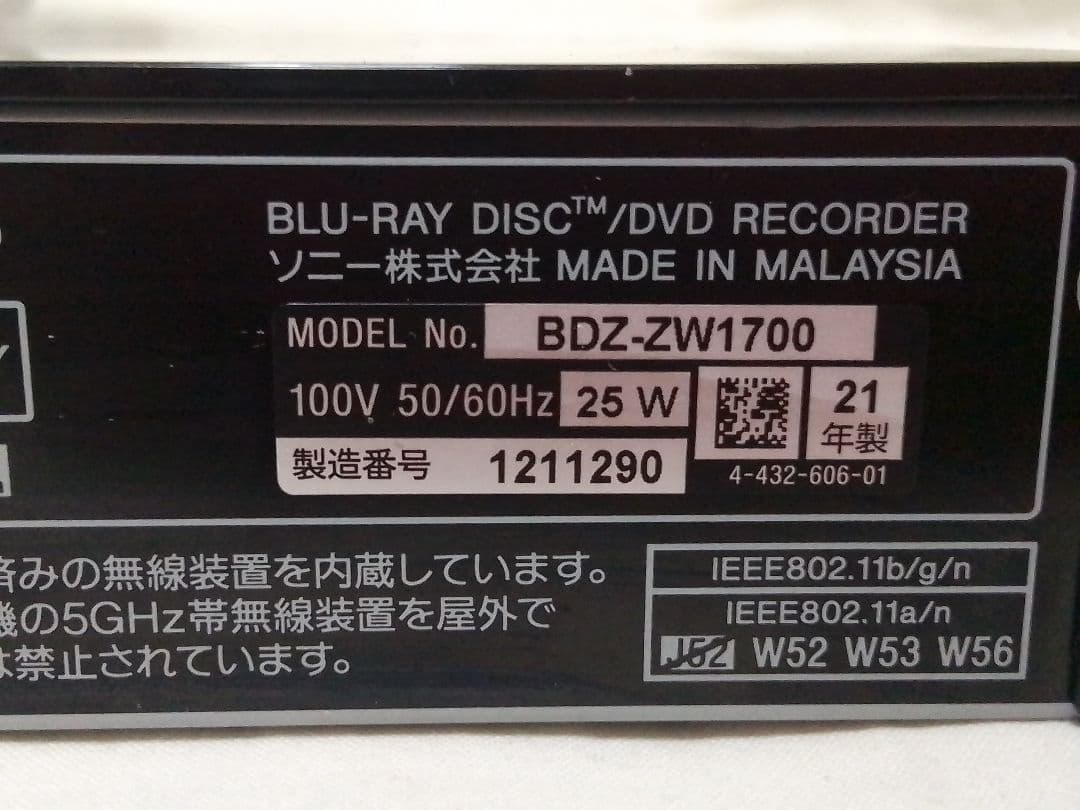 BLU-RAY DISC™/DVD RECORDER
ソニー株式会社 MADE IN MALAYSIA
MODEL No. BDZ-ZW1700
100V 50/60Hz 25 W
21
年製
製造番号 1211290
4-432-606-01
済みの無線装置を内蔵しています。
機の5GHz帯無線装置を屋外で
は禁止されています。
IEEE802.11b/g/n
IEEE802.11a/n
J52 W52 W53 W56